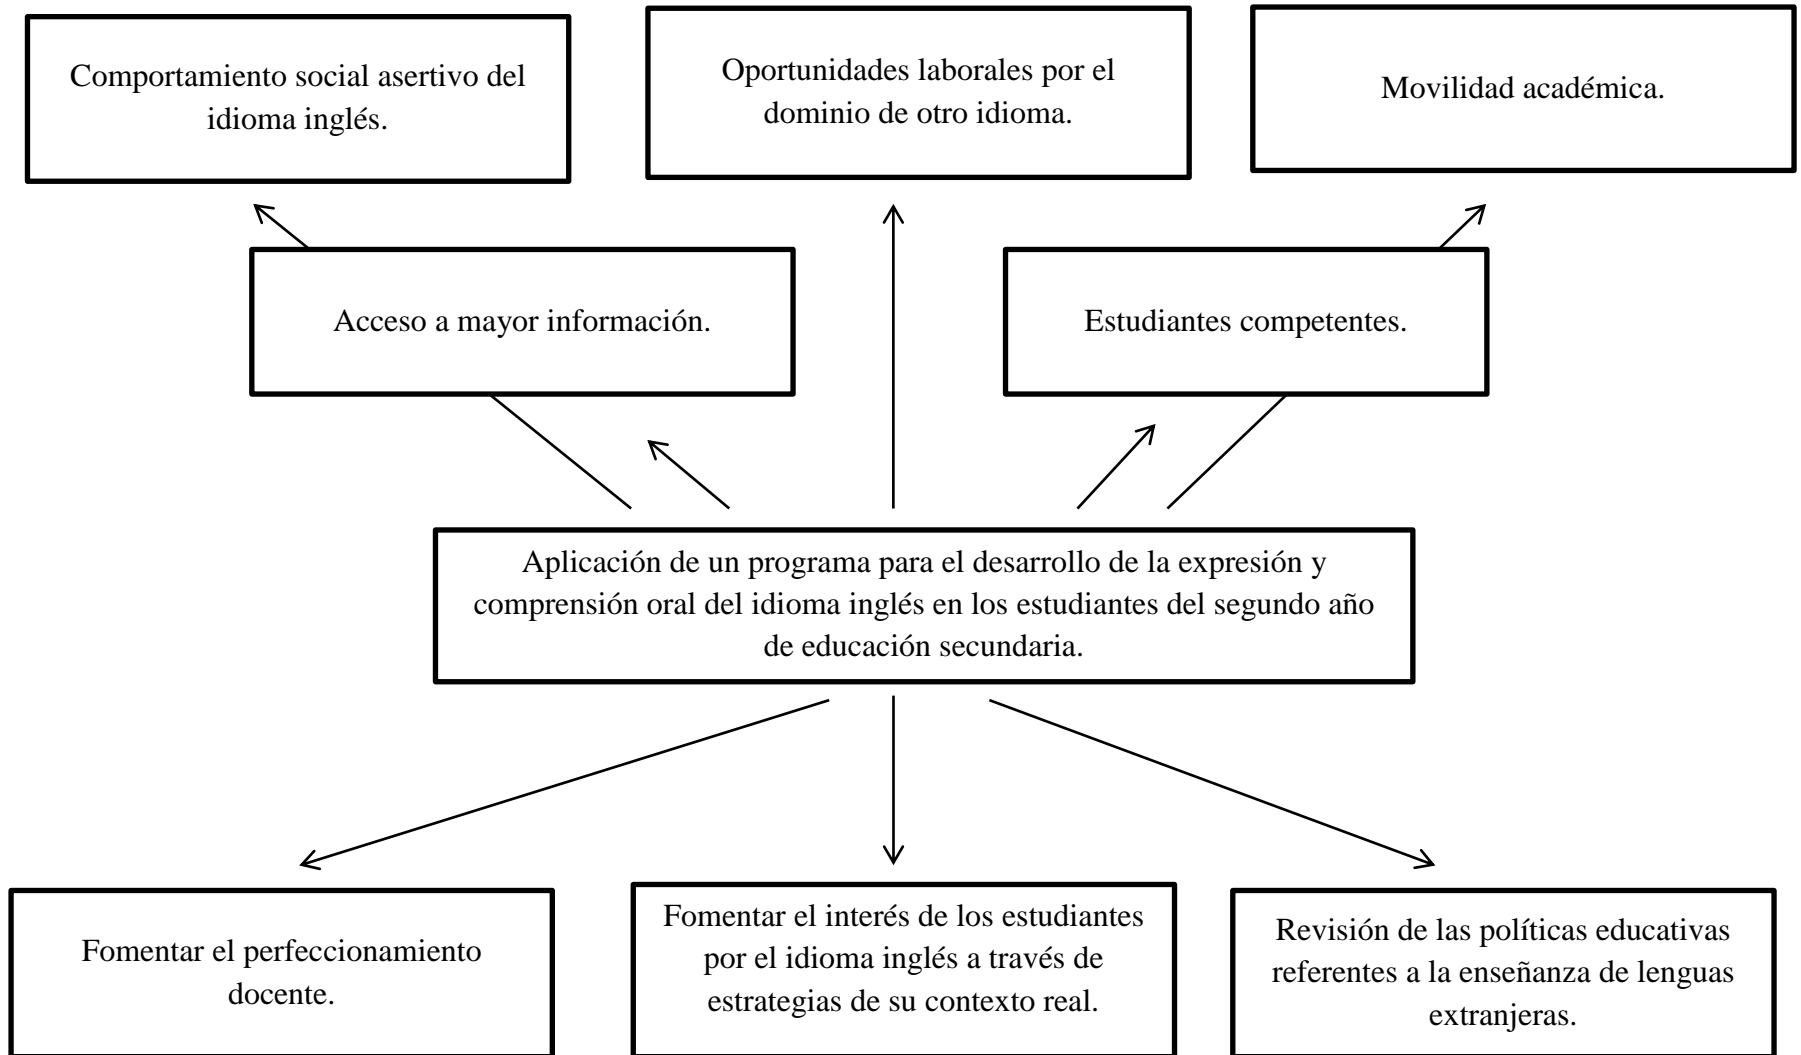 Comportamiento social asertivo del
idioma inglés.
Oportunidades laborales por el
dominio de otro idioma.
Movilidad académica.
Acceso a mayor información.
Estudiantes competentes.
Aplicación de un programa para el desarrollo de la expresión y
comprensión oral del idioma inglés en los estudiantes del segundo año
de educación secundaria.
Fomentar el perfeccionamiento
docente.
Fomentar el interés de los estudiantes
por el idioma inglés a través de
estrategias de su contexto real.
Revisión de las políticas educativas
referentes a la enseñanza de lenguas
extranjeras.